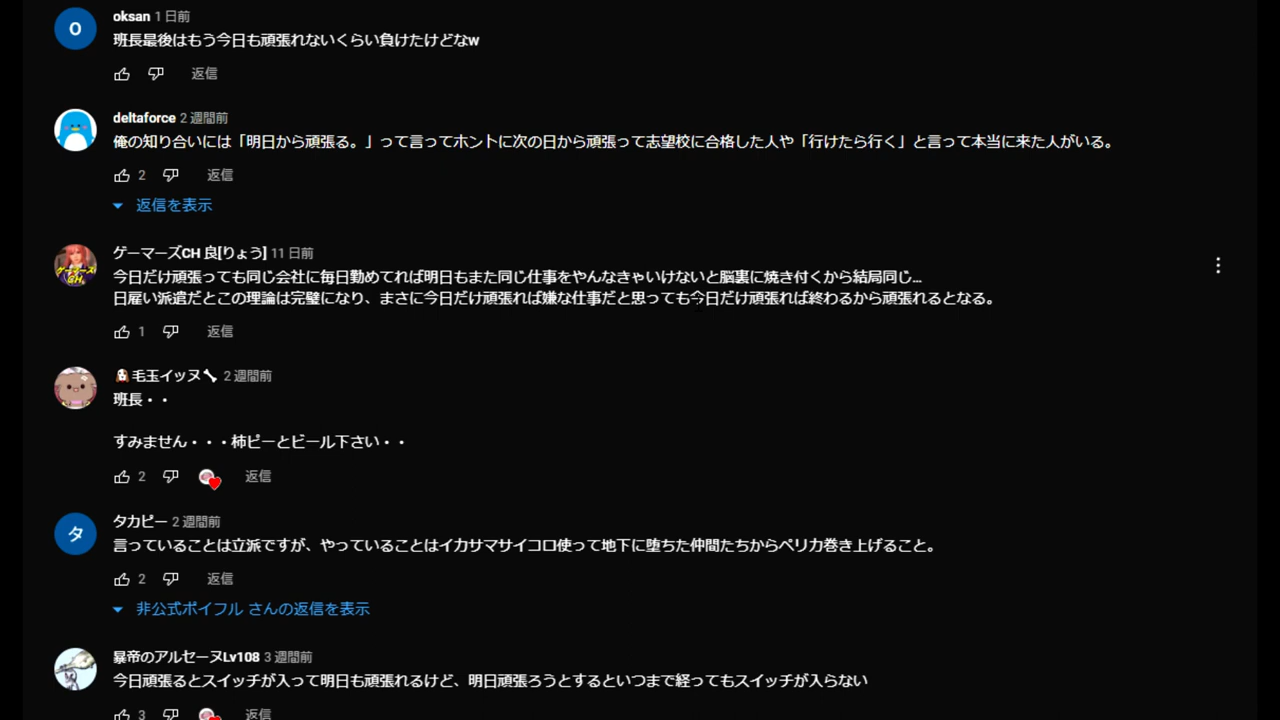 O
oksan 1 日前
班長最後はもう今日も頑張れないくらい負けたけどなw
返信
deltaforce 2 週間前
俺の知り合いには「明日から頑張る。」って言ってホントに次の日から頑張って志望校に合格した人や「行けたら行く」と言って本当に来た人がいる。
2 返信
返信を表示
ゲーマーズCH 良[りょう] 11 日前
今日だけ頑張っても同じ会社に毎日勤めてれば明日もまた同じ仕事をやんなきゃいけないと脳裏に焼き付くから結局同じ...
日雇い派遣だとこの理論は完璧になり、まさに今日だけ頑張れば嫌な仕事だと思っても今日だけ頑張れば終わるから頑張れるとなる。
1 返信
毛玉イッヌ 2 週間前
班長・・
すみません・・・柿ピーとビール下さい・・
2 返信
タ
タカピー 2 週間前
言っていることは立派ですが、やっていることはイカサマサイコロ使って地下に堕ちた仲間たちからペリカ巻き上げること。
2 返信
非公式ボイフル さんの返信を表示
暴帝のアルセーヌLv108 3 週間前
今日頑張るとスイッチが入って明日も頑張れるけど、明日頑張ろうとするといつまで経ってもスイッチが入らない
3 返信